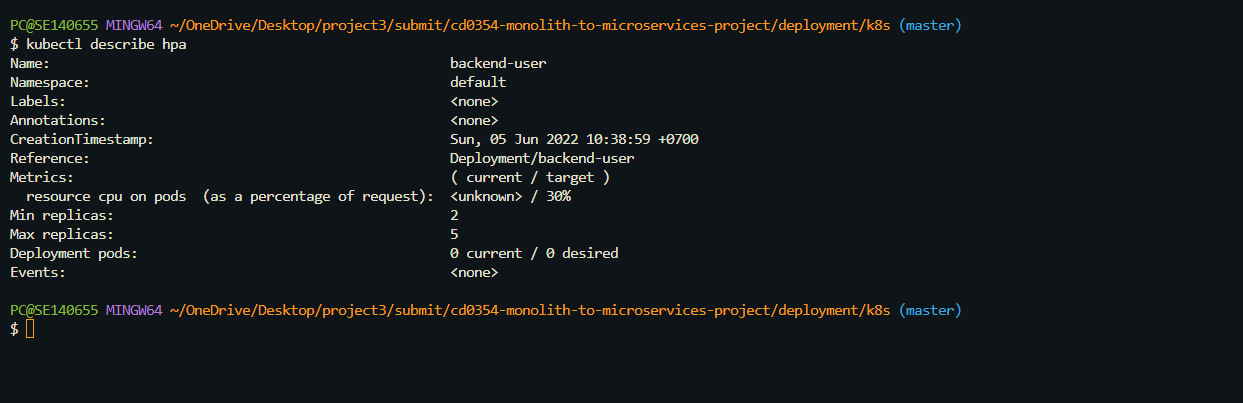 PC@SE140655 MINGW64 ~/OneDrive/Desktop/project3/submit/cd0354-monolith-to-microservices-project/deployment/k8s (master)
$ kubectl describe hpa
Name: backend-user
Namespace: default
Labels: <none>
Annotations: <none>
CreationTimestamp: Sun, 05 Jun 2022 10:38:59 +0700
Reference: Deployment/backend-user
Metrics: ( current / target )
  resource cpu on pods  (as a percentage of request): <unknown> / 30%
Min replicas: 2
Max replicas: 5
Deployment pods: 0 current / 0 desired
Events: <none>
PC@SE140655 MINGW64 ~/OneDrive/Desktop/project3/submit/cd0354-monolith-to-microservices-project/deployment/k8s (master)
$